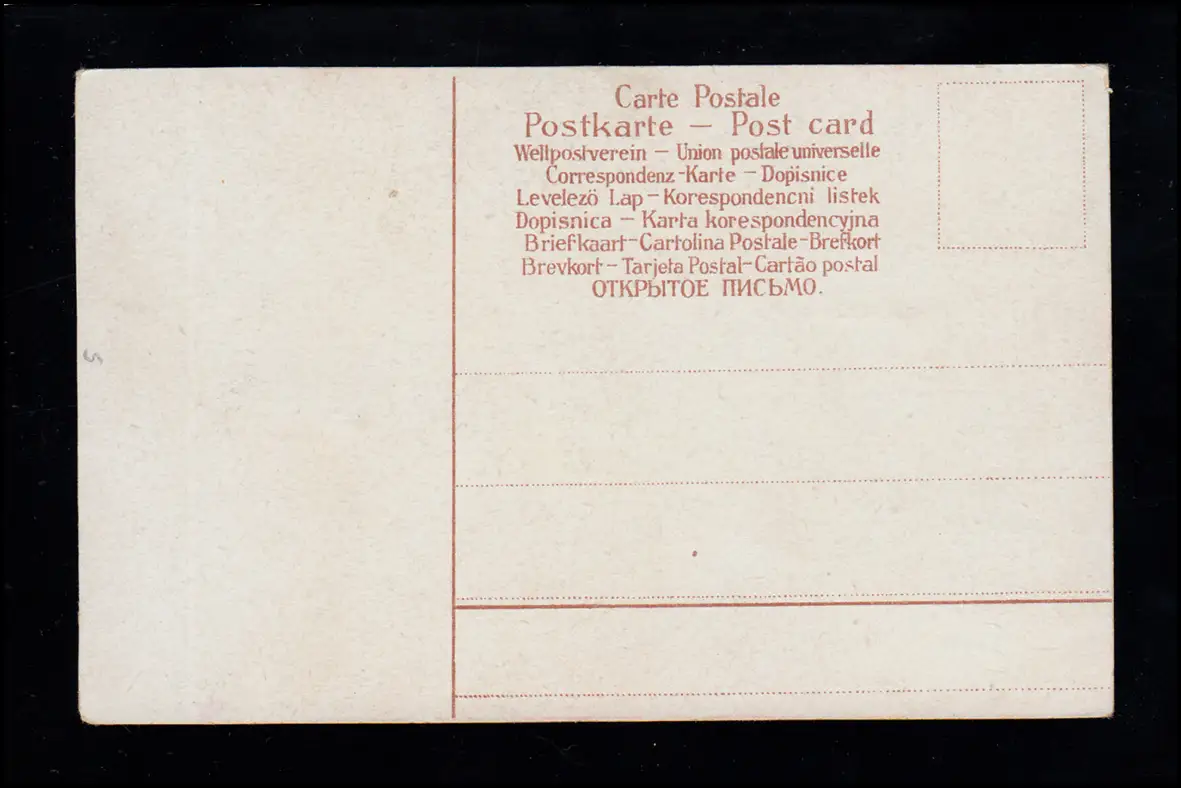 Carte Postale
Postkarte — Post card
Weltpostverein — Union postale universelle
Correspondenz-Karte — Dopisnice
Levelezö Lap — Korespondencni listek
Dopisnica — Karta korespondencyjna
Briefkaart — Cartolina Postale - Brefkort
Brevkort — Tarjeta Postal - Cartão postal
ОТКРЫТОЕ ПИСЬМО.